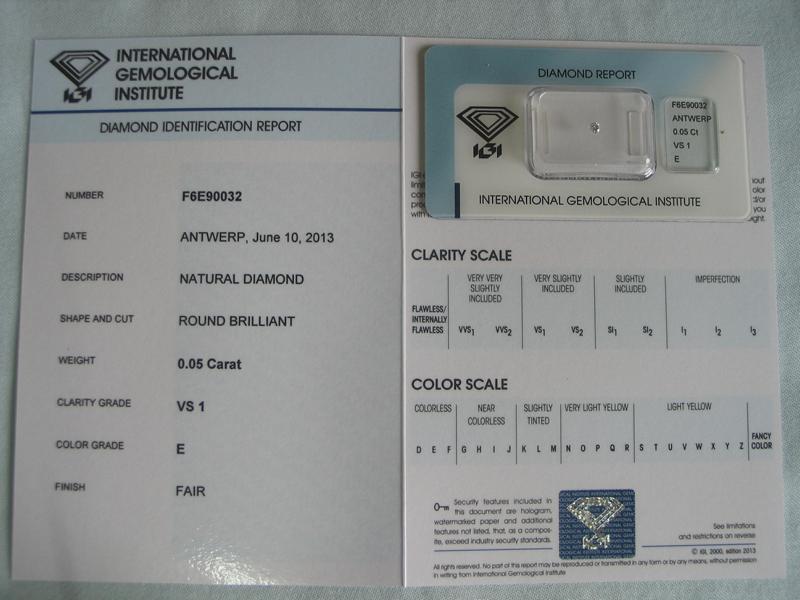 INTERNATIONAL
GEMOLOGICAL
INSTITUTE
IGI
DIAMOND IDENTIFICATION REPORT
NUMBER F6E90032
DATE ANTWERP, June 10, 2013
DESCRIPTION NATURAL DIAMOND
SHAPE AND CUT ROUND BRILLIANT
WEIGHT 0.05 Carat
CLARITY GRADE VS 1
COLOR GRADE E
FINISH FAIR
DIAMOND REPORT
IGI
F6E90032
ANTWERP
0.05 Ct
VS 1
E
INTERNATIONAL GEMOLOGICAL INSTITUTE
CLARITY SCALE
FLAWLESS/
INTERNALLY
FLAWLESS
VERY VERY
SLIGHTLY
INCLUDED
VERY SLIGHTLY
INCLUDED
SLIGHTLY
INCLUDED
IMPERFECTION
VVS1 VVS2 VS1 VS2 SI1 SI2 I1 I2 I3
COLOR SCALE
COLORLESS
NEAR
COLORLESS
SLIGHTLY
TINTED
VERY LIGHT YELLOW
LIGHT YELLOW
D E F G H I J K L M N O P Q R S T U V W X Y Z
FANCY
COLOR
Security features included in
this document are hologram,
watermarked paper and additional
features not listed, that, as a compos-
ite, exceed industry security standards.
See limitations
and restrictions on reverse
© IGI, 2000, edition 2013
All rights reserved. No part of this report may be reproduced or transmitted in any form or by any means, without permission
in writing from International Gemological Institute